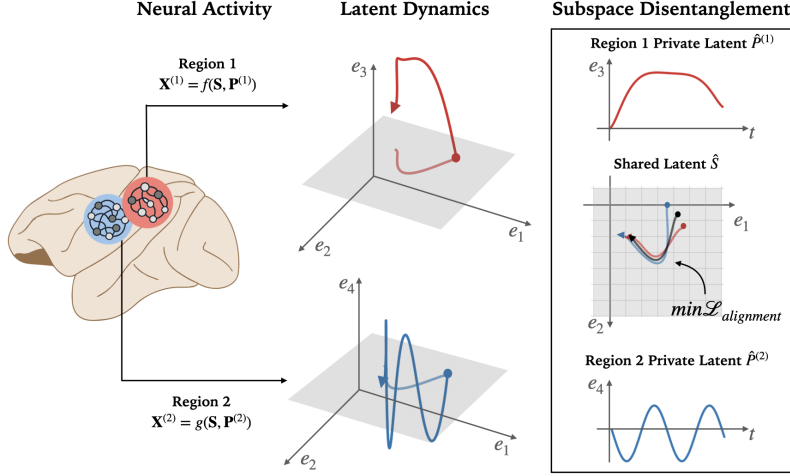 Neural Activity
Latent Dynamics
Subspace Disentanglement
Region 1
X⁽¹⁾ = f(S, P⁽¹⁾)
e₃
e₁
e₂
Region 2
X⁽²⁾ = g(S, P⁽²⁾)
e₄
e₁
e₂
Region 1 Private Latent P̂⁽¹⁾
e₃
t
Shared Latent Ŝ
e₁
e₂
minℒ_alignment
Region 2 Private Latent P̂⁽²⁾
e₄
t